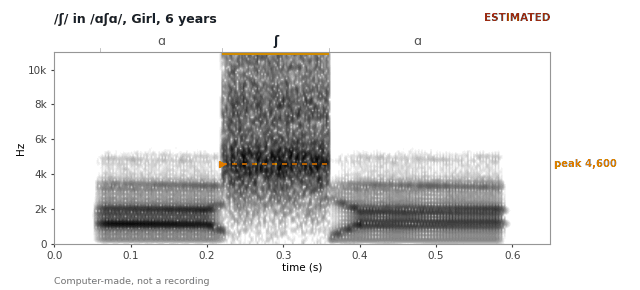 /ʃ/ in /ɑʃɑ/, Girl, 6 years
ESTIMATED
ɑ ʃ ɑ
10k
8k
6k
4k
2k
0
Hz
peak 4,600
0.0 0.1 0.2 0.3 0.4 0.5 0.6
time (s)
Computer-made, not a recording